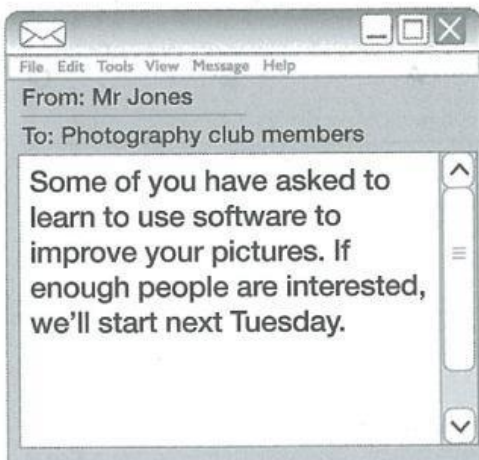 File Edit Tools View Message Help
From: Mr Jones
To: Photography club members
Some of you have asked to
learn to use software to
improve your pictures. If
enough people are interested,
we'll start next Tuesday.